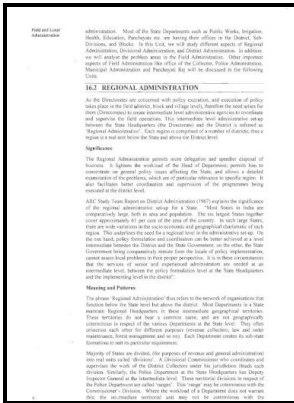 Field and Local
Administration
administration. Most of the State Departments such as Public Works, Irrigation,
Health, Education, Panchayats etc. are having their offices in the District, Sub-
Divisions, and Blocks. In this Unit, we will study different aspects of Regional
Administration, Divisional Administration, and District Administration. In addition,
we will analyse the problem areas in the Field Administration. Other important
aspects of Field Administration like office of the Collector, Police Administration,
Municipal Administration and Panchayati Raj will be discussed in the following
Units.
16.2 REGIONAL ADMINISTRATION
As the Directorates are concerned with policy execution, and execution of policy
takes place in the field (district, block and village level), therefore the need arises for
them (Directorates) to create intermediate level administrative agencies to coordinate
and supervise the field operations. This intermediate level administrative set-up
between the State Headquarters (the Directorate) and the District is referred as
'Regional Administration'. Each region is comprised of a number of districts, thus a
region is a real unit below the State and above the District level.
Significance
The Regional Administration permits more delegation and speedier disposal of
business. It lightens the workload of the Head of Department, permits him to
concentrate on general policy issues affecting the State, and allows a detailed
examination of the problems, which are of particular relevance to specific region. It
also facilitates better coordination and supervision of the programmes being
executed at the district level.
ARC Study Team Report on District Administration (1967) explains the significance
of the regional administrative set-up for a State. "Most States in India are
comparatively large, both in area and population. The six largest States together
cover approximately 61 per cent of the area of the country. In such large States,
there are wide variations in the socio-economic and geographical characteristic of each
region. This underlines the need for a regional level in the administrative set up. On
the one hand, policy formulation and coordination can be better achieved at a level
intermediate between the District and the State Government, on the other, the State
Government being comparatively remote from the locale of policy implementation,
cannot assess local problems in their proper perspective. It is in these circumstances
that the services of senior and experienced administrators are needed at an
intermediate level, between the policy formulation level at the State Headquarters
and the implementing level in the district".
Meaning and Patterns
The phrase 'Regional Administration' thus refers to the network of organisations that
function below the State level but above the district. Most Departments in a State
maintain Regional Headquarters in these intermediate geographical territories.
These territories do not bear a common name, and are not geographically
coterminous in respect of the various Departments at the State level. They often
crisscross each other for different purposes (revenue collection, law and order
maintenance, forest management and so on). Each Department creates its sub-state
formations to suit its particular requirement.
Majority of States are divided, (for purposes of revenue and general administration)
into real units called 'divisions'. A Divisional Commissioner who coordinates and
supervises the work of the District Collectors under his jurisdiction (heads each
division. Similarly, the Police Department at the State headquarters has Deputy
Inspector General at the intermediate level. These territorial divisions in respect of
the Police Department are called 'ranges'. This 'range' may be coterminous with the
Commissioner's Division. Where the workload of a Department does not warrant
this, the intermediate territorial unit may not be coterminous with the